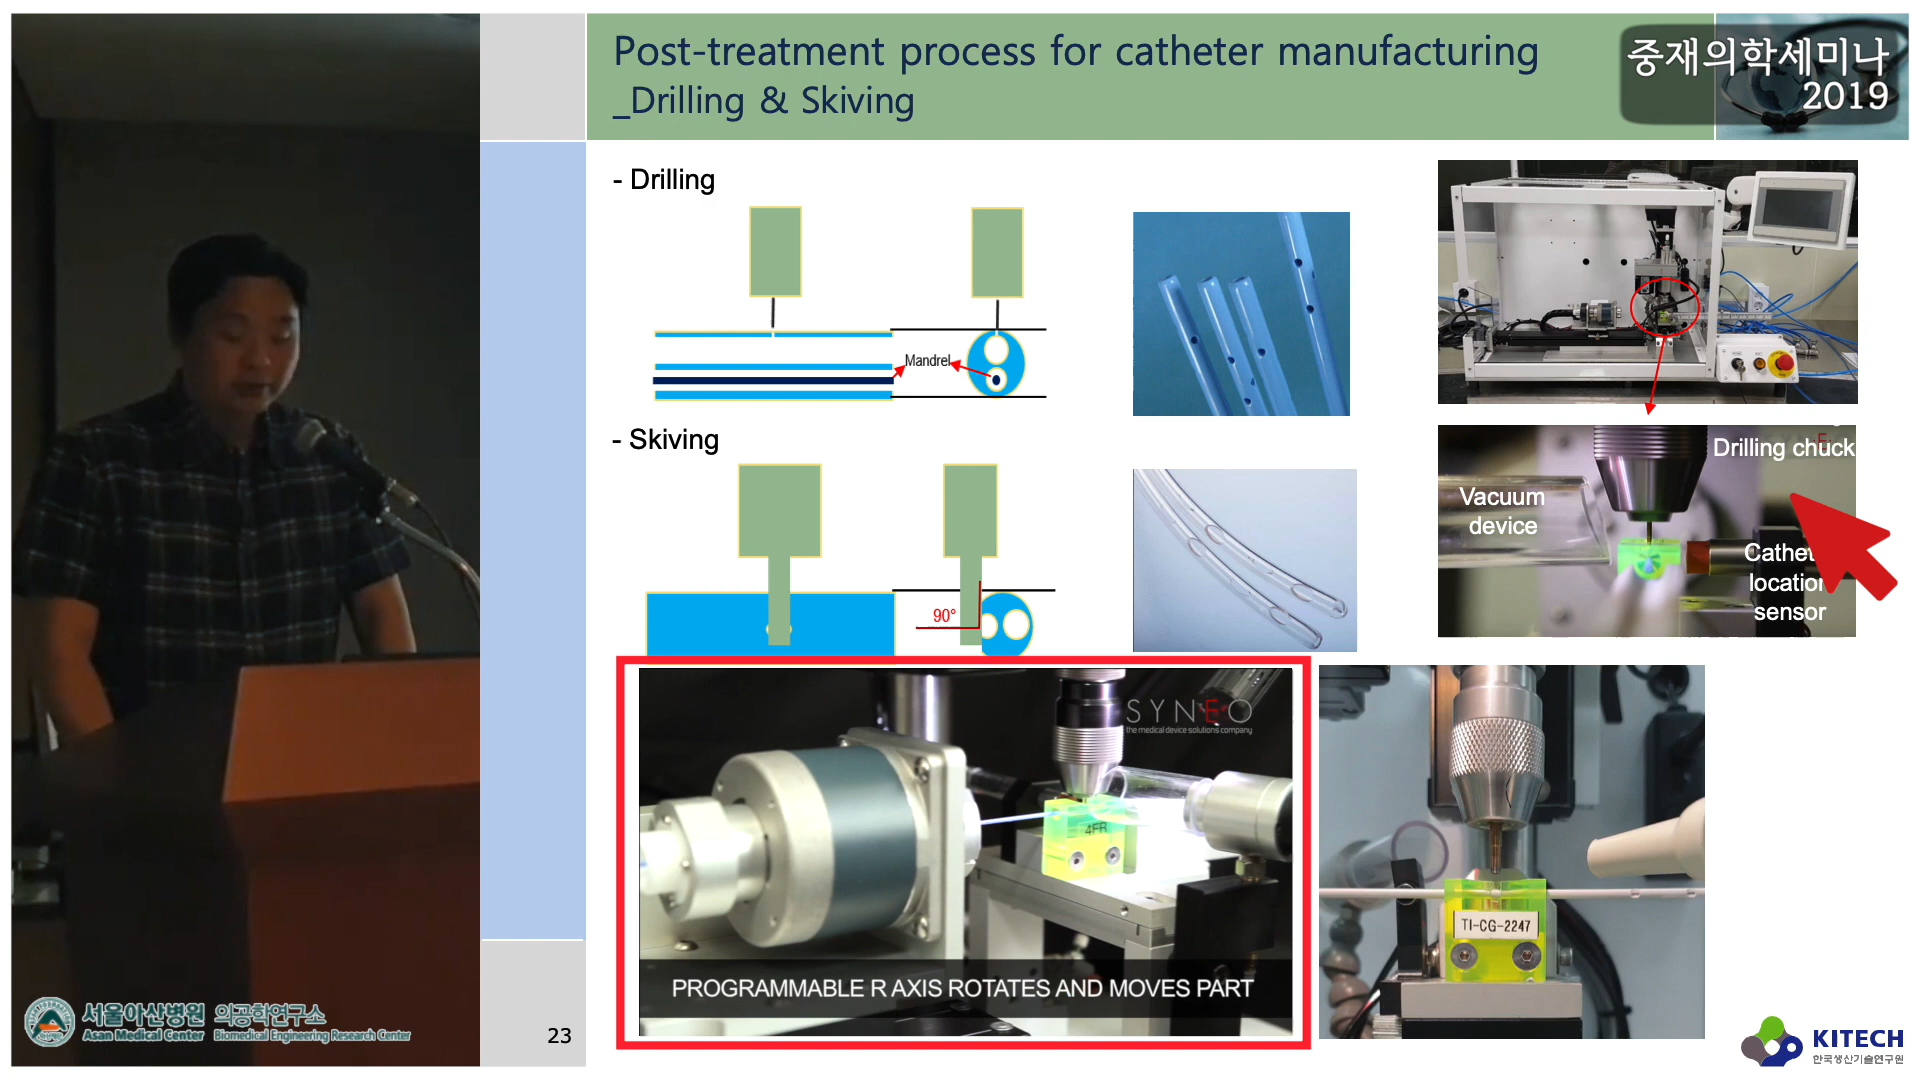 Post-treatment process for catheter manufacturing
_Drilling & Skiving
중재의학세미나
2019
- Drilling
Mandrel
- Skiving
90°
Drilling chuck
Vacuum
device
location
sensor
SYNEO
the medical device solutions company
4FR
PROGRAMMABLE R AXIS ROTATES AND MOVES PART
TI-CG-2247
서울아산병원 의공학연구소
Asan Medical Center Biomedical Engineering Research Center
23
KITECH
한국생산기술연구원